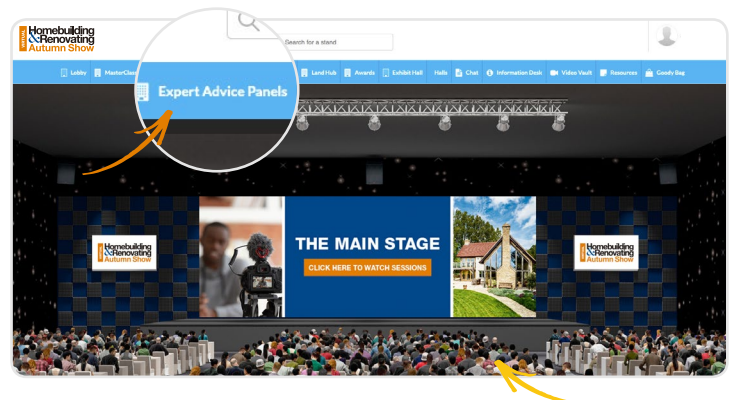 VIRTUAL
Homebuilding
&Renovating
Autumn Show
Search for a stand
Lobby MasterClass Expert Advice Panels Land Hub Awards Exhibit Hall Halls Chat Information Desk Video Vault Resources Goody Bag
THE MAIN STAGE
CLICK HERE TO WATCH SESSIONS
Homebuilding
&Renovating
Autumn Show
Homebuilding
&Renovating
Autumn Show